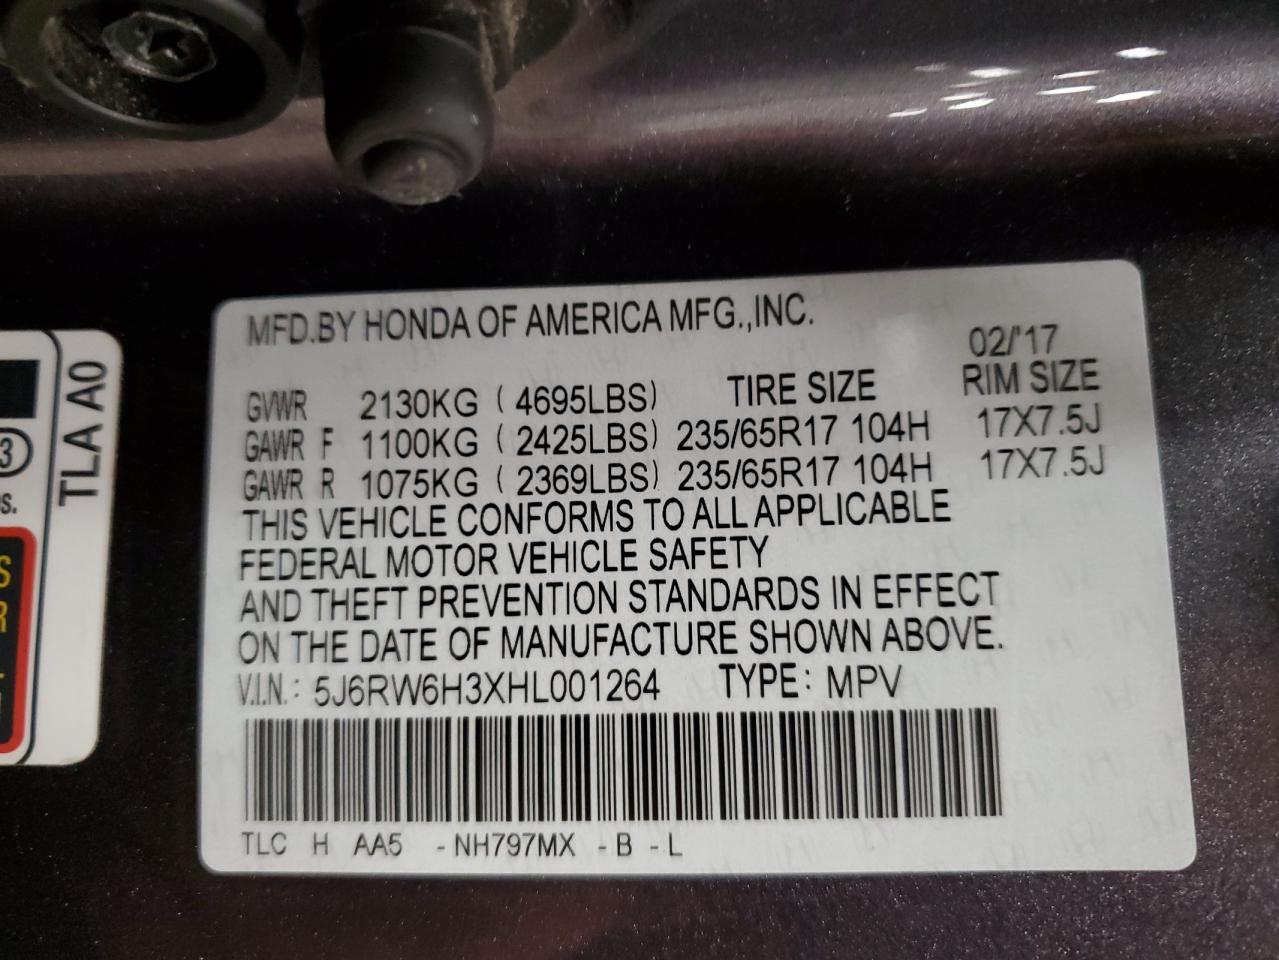 MFD.BY HONDA OF AMERICA MFG.,INC.
02/'17
GVWR 2130KG ( 4695LBS) TIRE SIZE RIM SIZE
GAWR F 1100KG ( 2425LBS) 235/65R17 104H 17X7.5J
GAWR R 1075KG ( 2369LBS) 235/65R17 104H 17X7.5J
THIS VEHICLE CONFORMS TO ALL APPLICABLE
FEDERAL MOTOR VEHICLE SAFETY
AND THEFT PREVENTION STANDARDS IN EFFECT
ON THE DATE OF MANUFACTURE SHOWN ABOVE.
V.I.N.: 5J6RW6H3XHL001264 TYPE: MPV
TLC H AA5 -NH797MX -B -L
TLA A0
3
s.
S
R